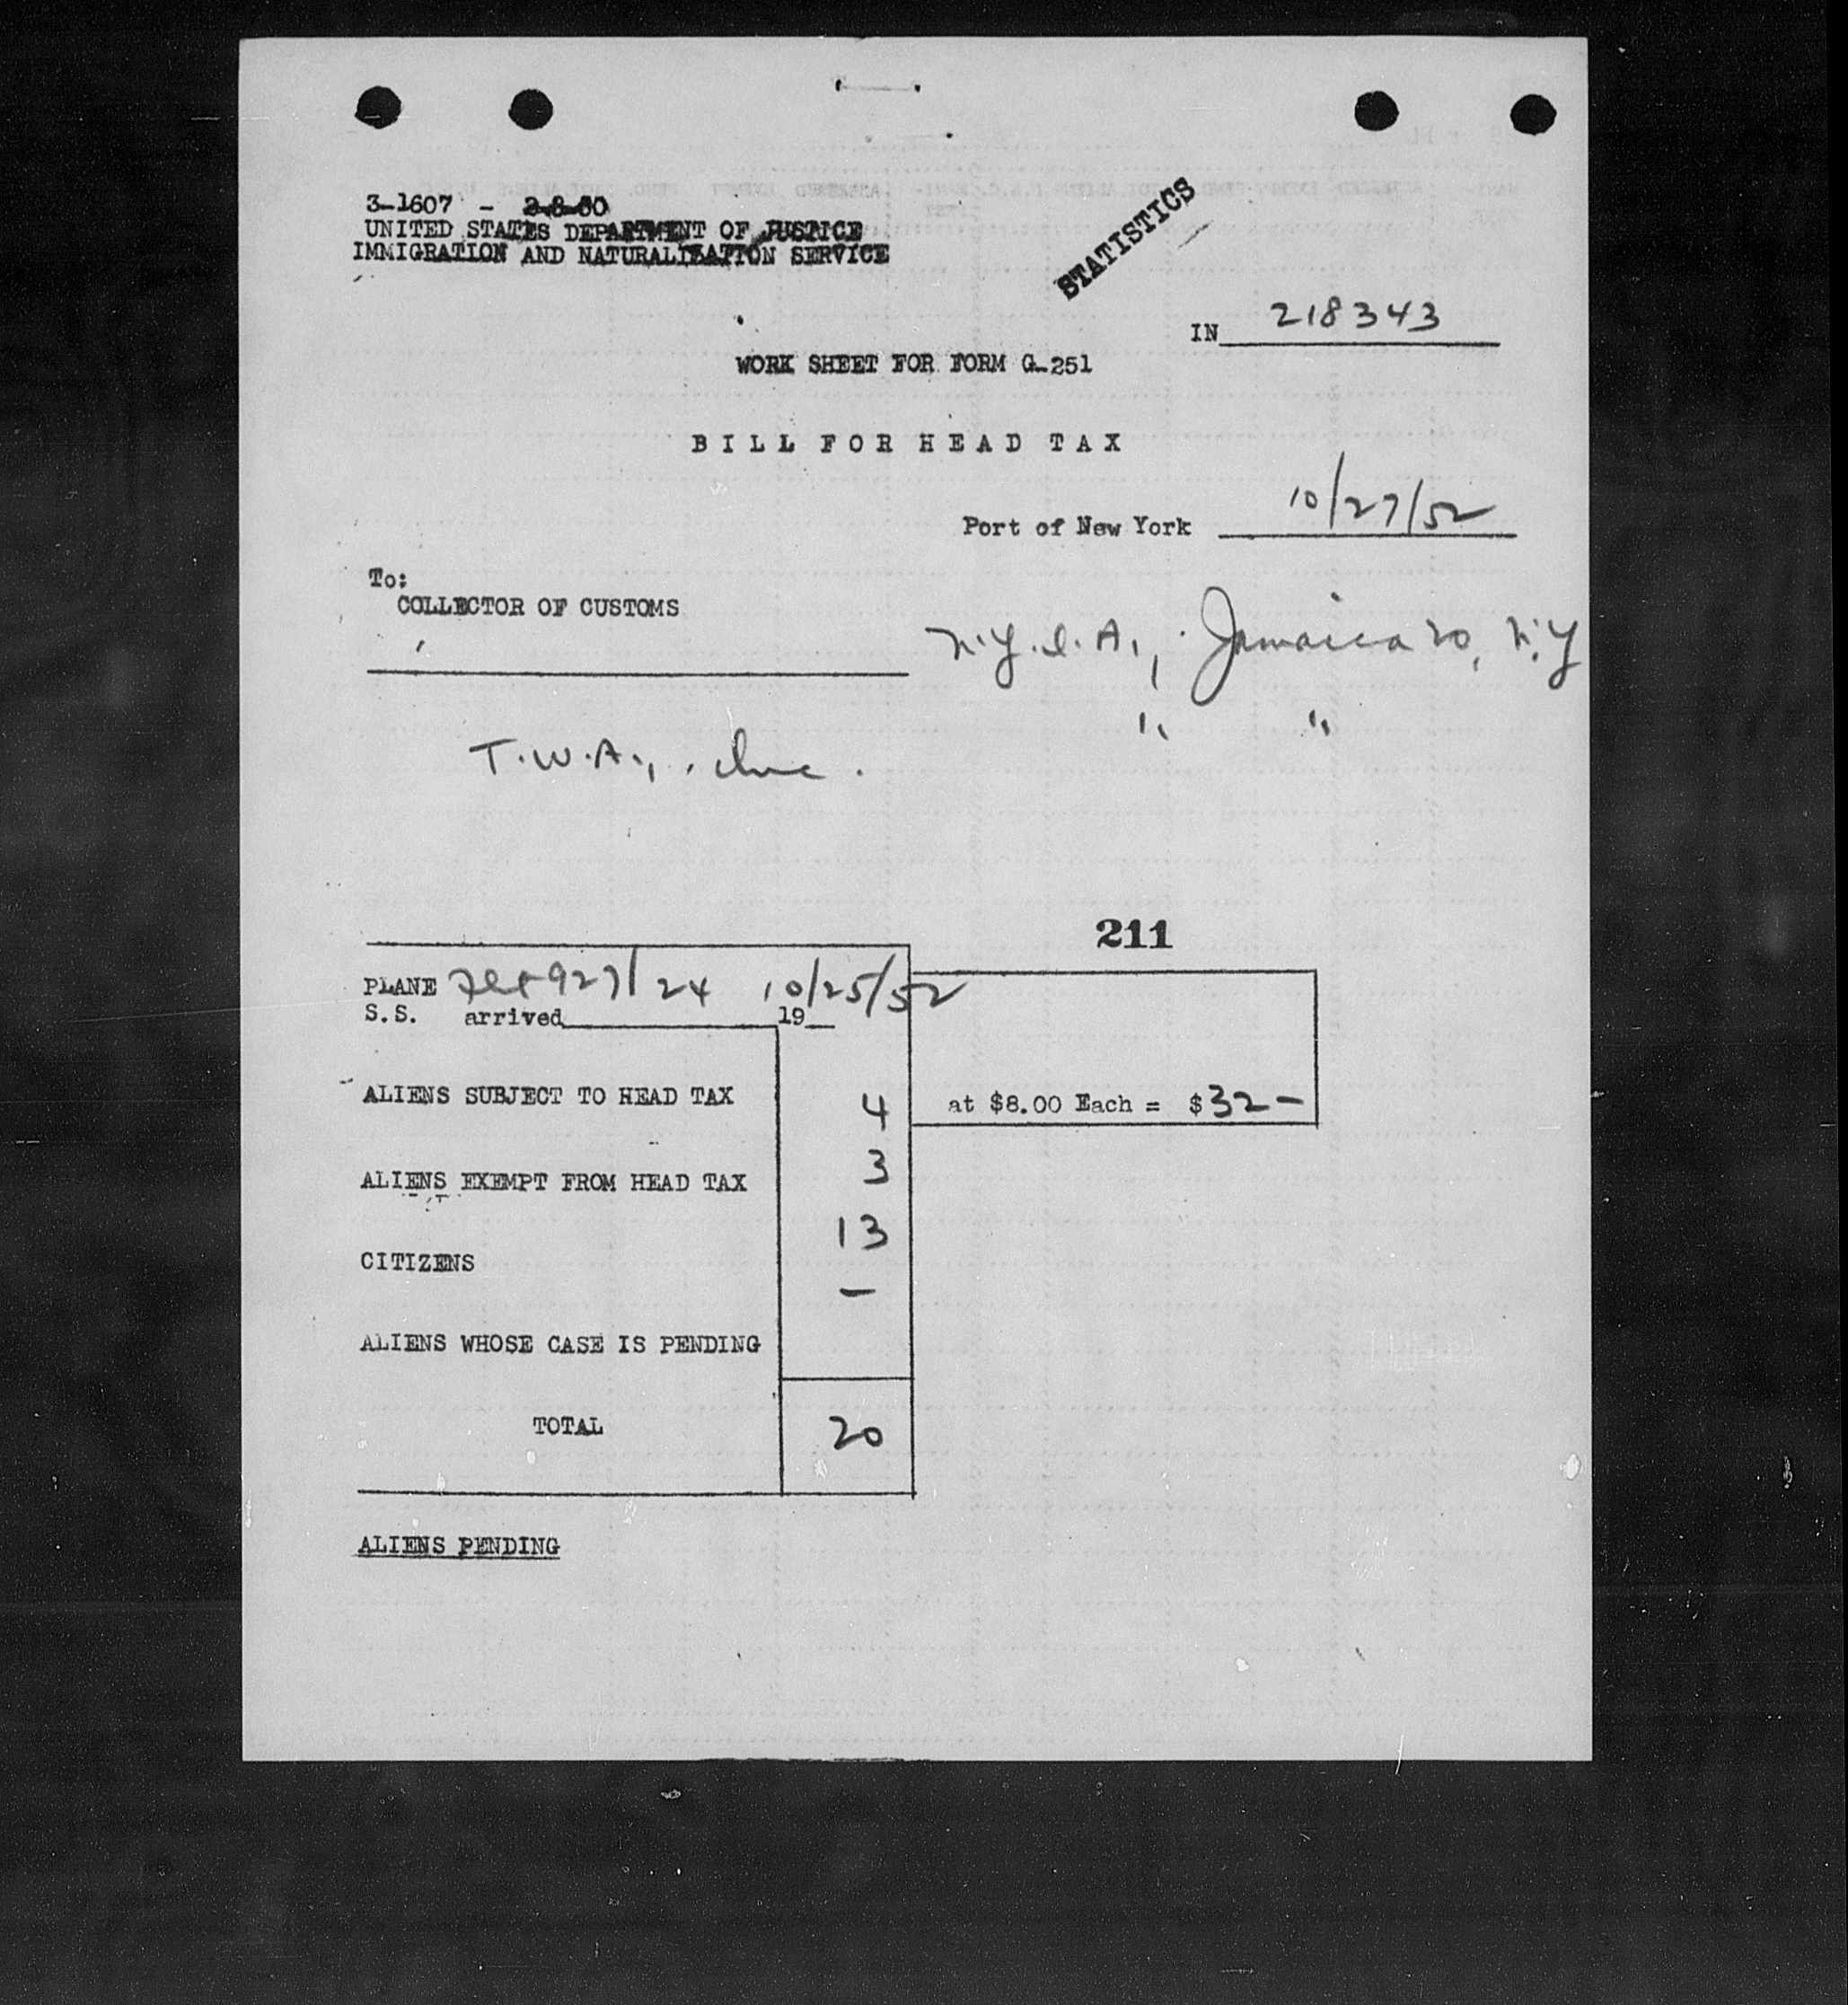 3-1607 - 2-8-50
UNITED STATES DEPARTMENT OF JUSTICE
IMMIGRATION AND NATURALIZATION SERVICE
STATISTICS
IN 218343
WORK SHEET FOR FORM G-251
BILL FOR HEAD TAX
Port of New York 10/27/52
To:
COLLECTOR OF CUSTOMS
N.Y.I.A., Jamaica 20, N.Y
" "
T.W.A., Inc.
211
PLANE Flt 927/24 10/25/52
S.S. arrived 19
ALIENS SUBJECT TO HEAD TAX 4 at $8.00 Each = $32-
ALIENS EXEMPT FROM HEAD TAX 3
CITIZENS 13
ALIENS WHOSE CASE IS PENDING -
TOTAL 20
ALIENS PENDING